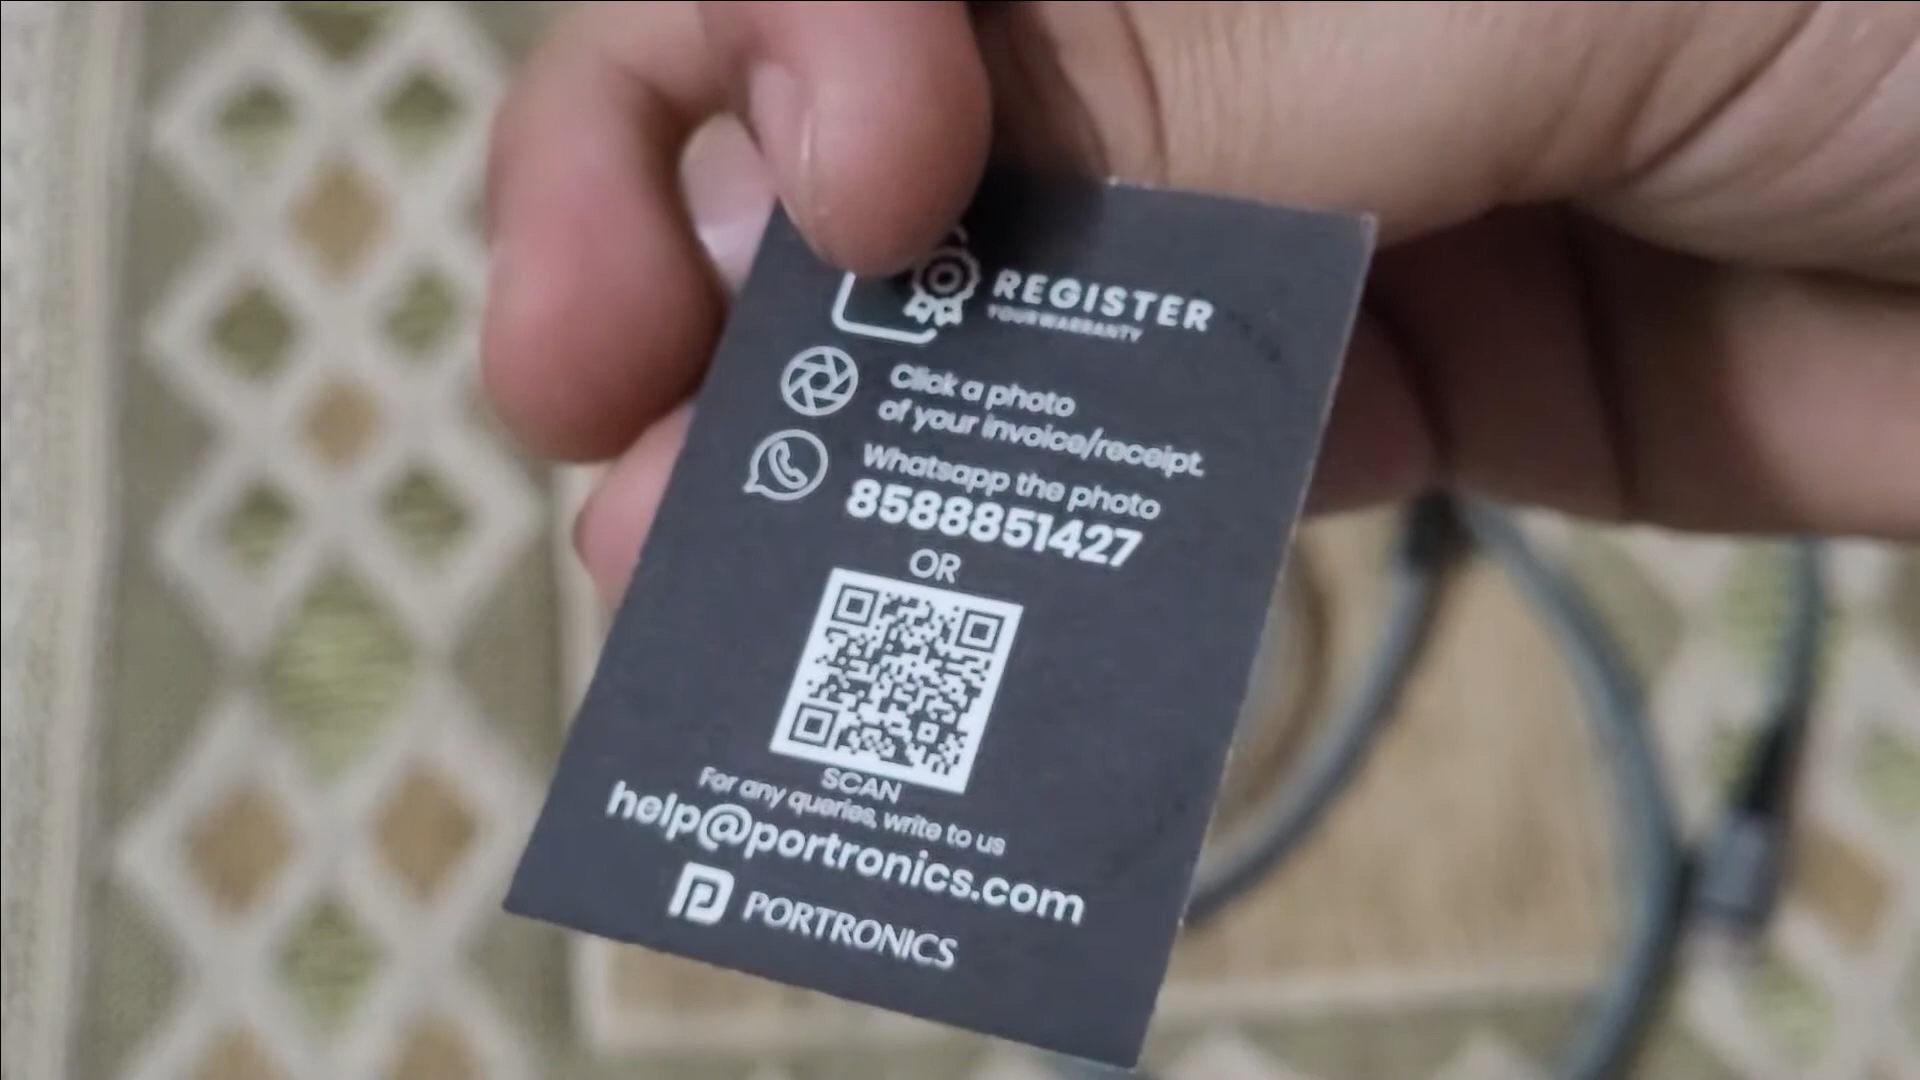 REGISTER
YOUR WARRANTY
Click a photo
of your invoice/receipt.
Whatsapp the photo
8588851427
OR
SCAN
For any queries, write to us
help@portronics.com
PORTRONICS